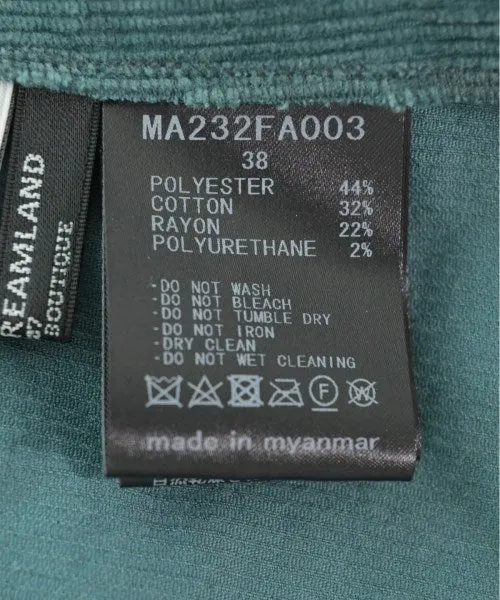 MA232FA003
38
POLYESTER 44%
COTTON 32%
RAYON 22%
POLYURETHANE 2%
·DO NOT WASH
·DO NOT BLEACH
·DO NOT TUMBLE DRY
·DO NOT IRON
·DRY CLEAN
·DO NOT WET CLEANING
F
W
made in myanmar
REAMLAND
BOUTIQUE